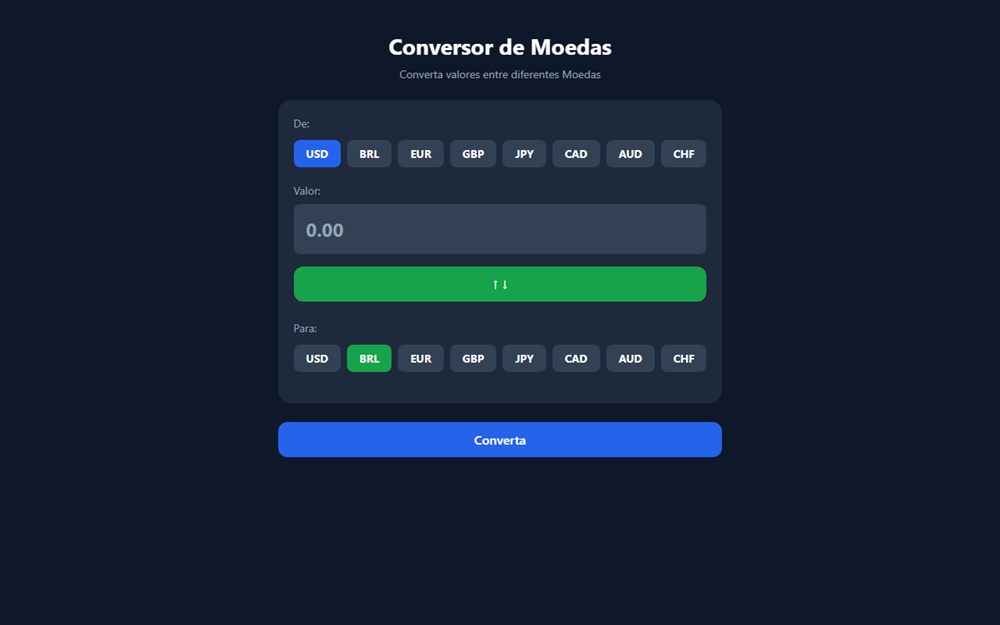 Conversor de Moedas
Converta valores entre diferentes Moedas
De:
USD BRL EUR GBP JPY CAD AUD CHF
Valor:
0.00
↑↓
Para:
USD BRL EUR GBP JPY CAD AUD CHF
Converta